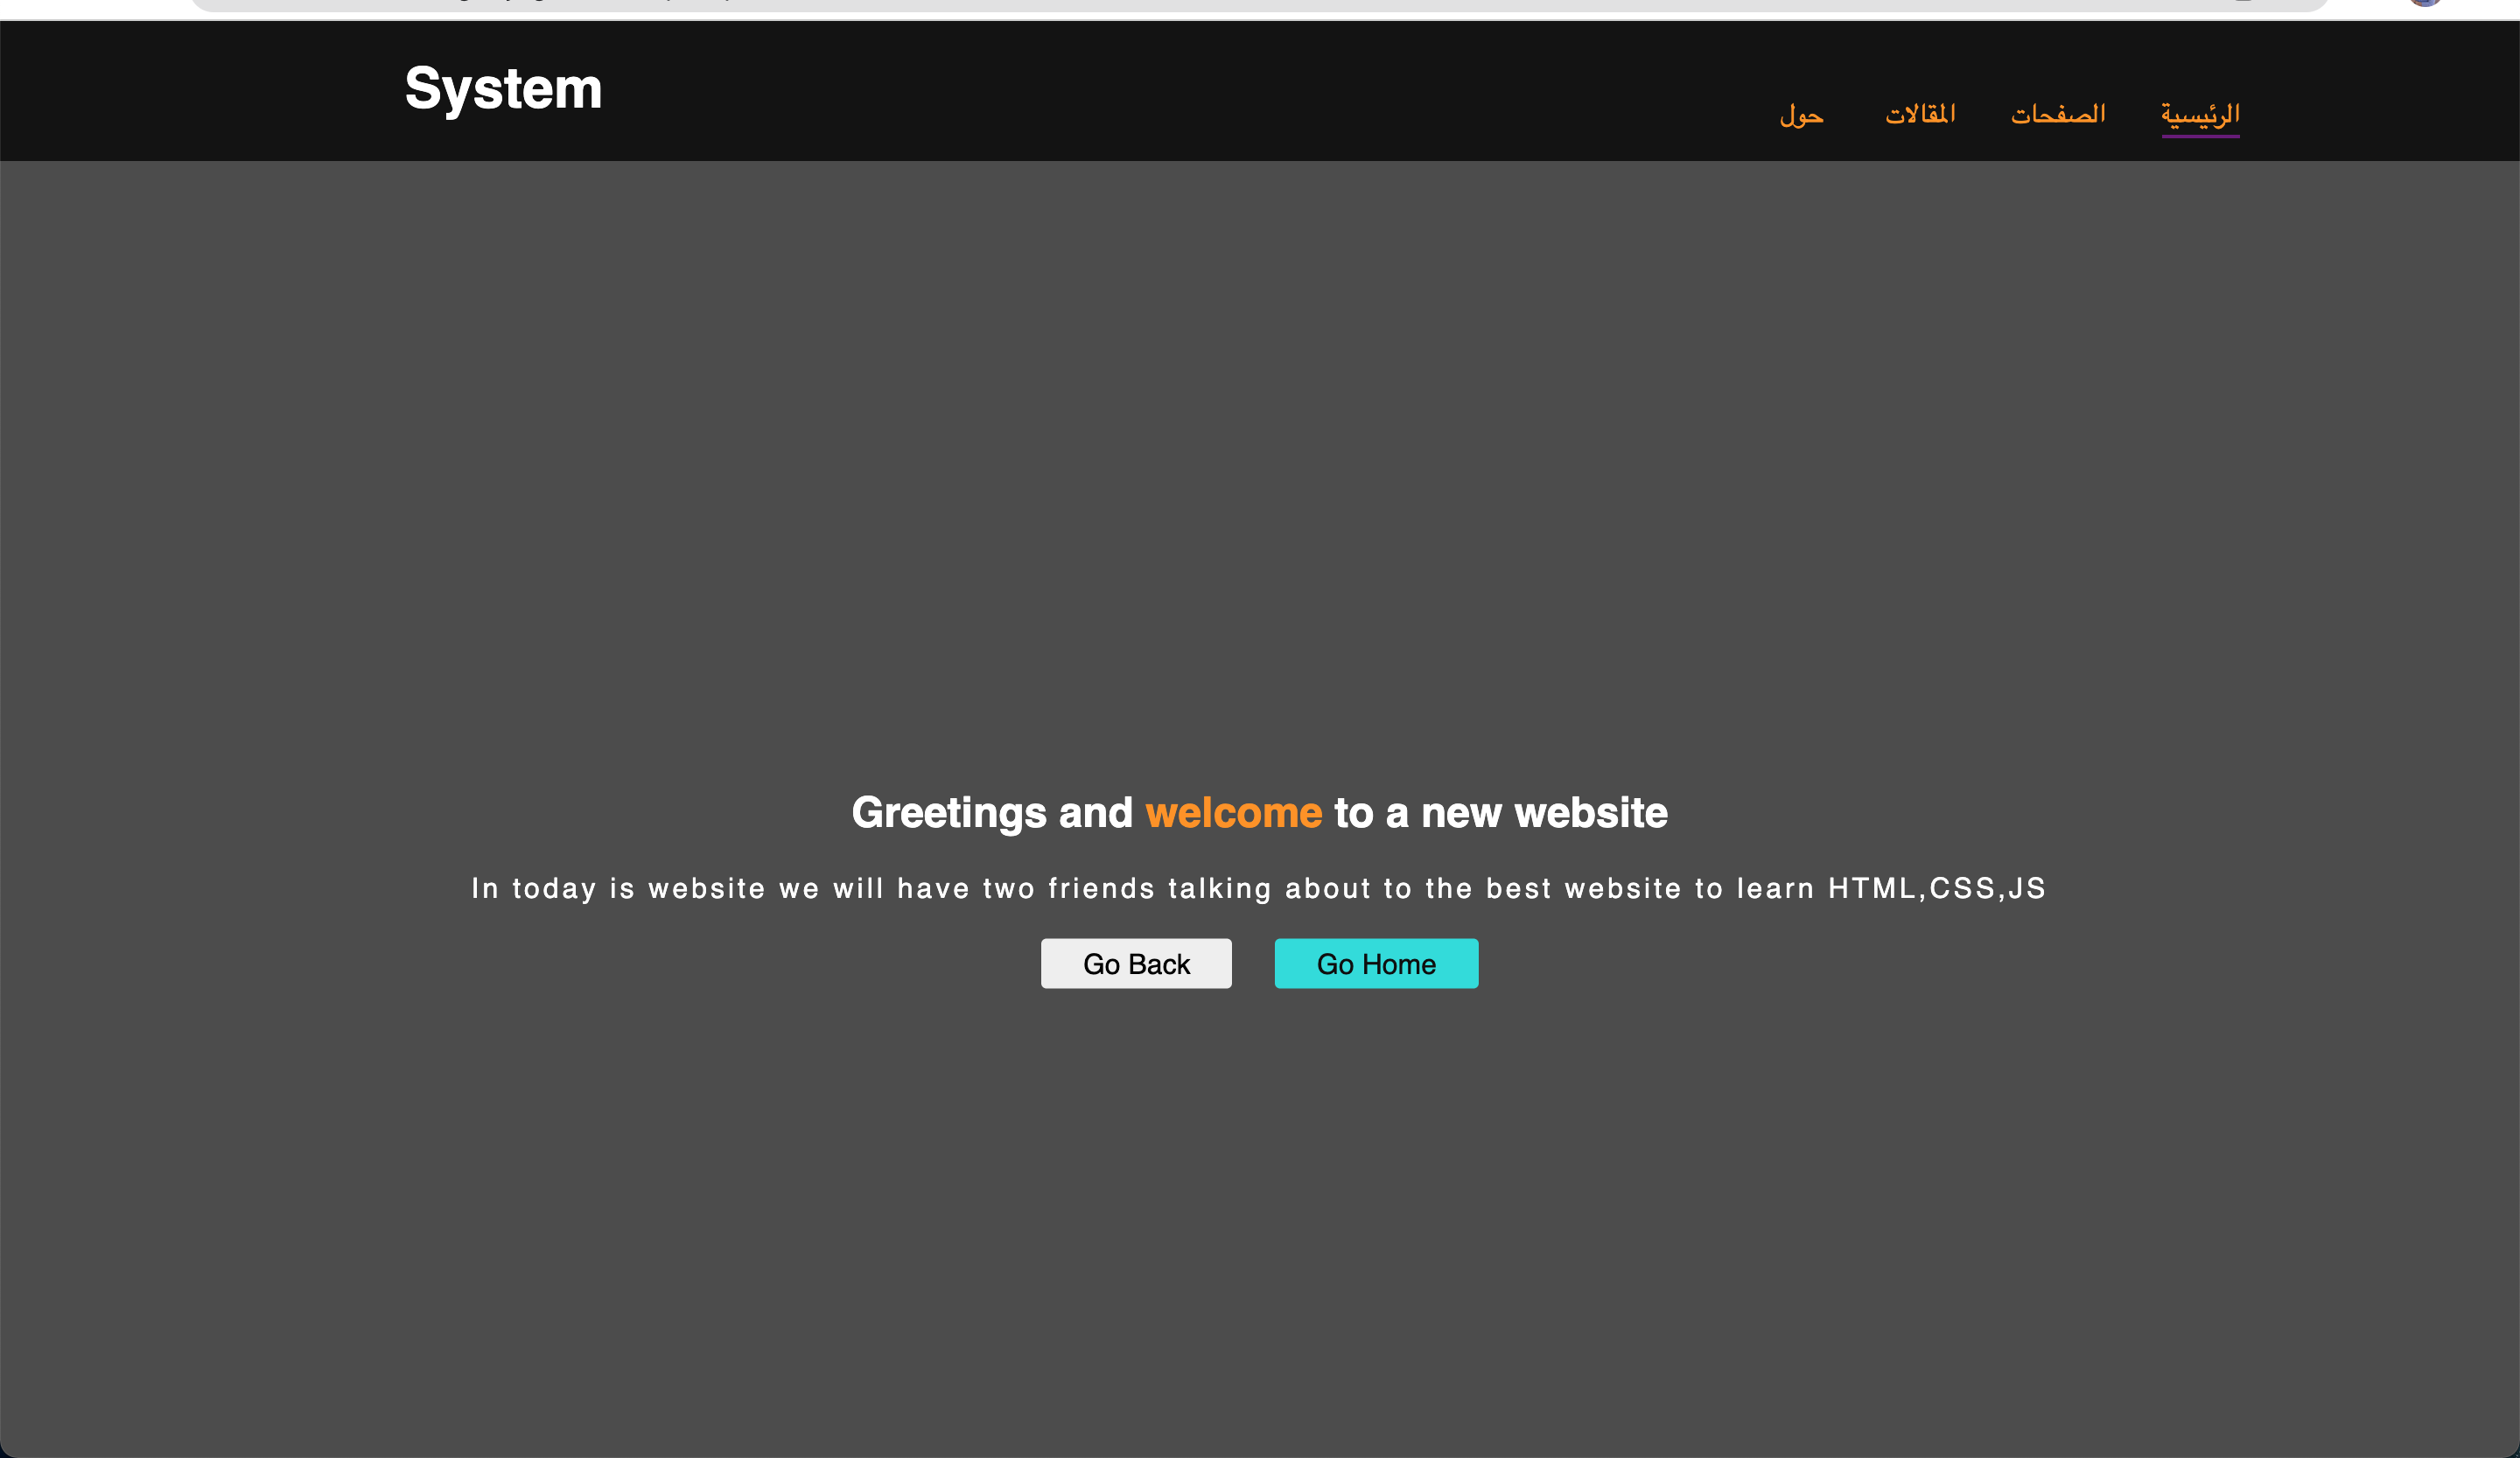 System
الرئيسية الصفحات المقالات حول
Greetings and welcome to a new website
In today is website we will have two friends talking about to the best website to learn HTML,CSS,JS
Go Back Go Home